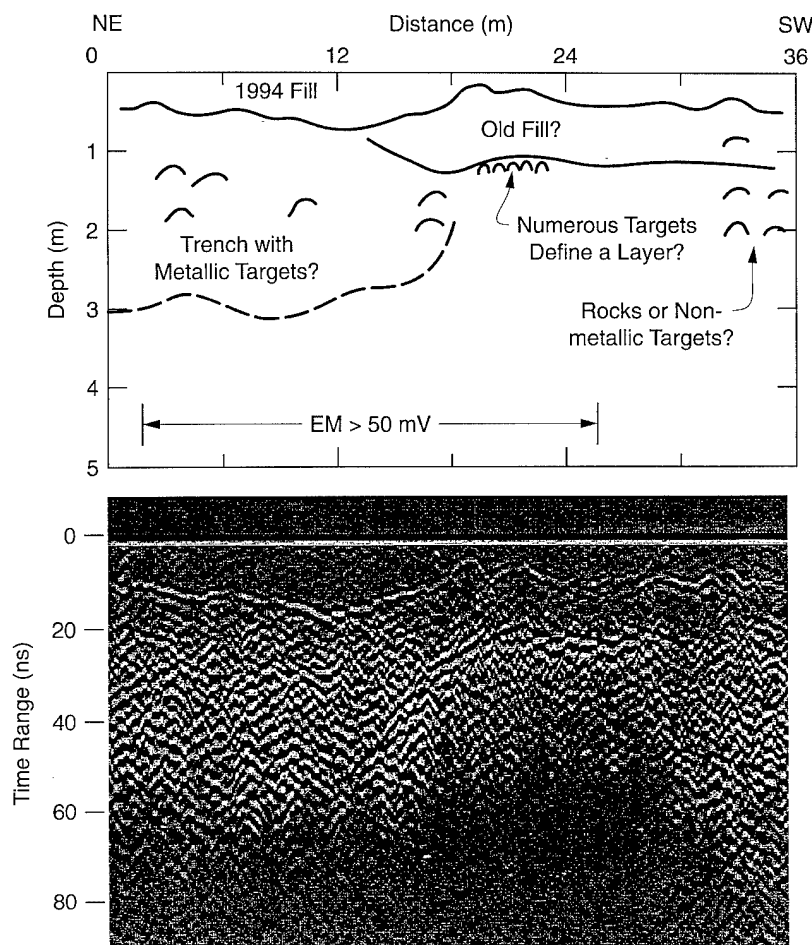 NE Distance (m) SW
0 12 24 36
1994 Fill
Old Fill?
Numerous Targets
Define a Layer?
Trench with
Metallic Targets?
Rocks or Non-
metallic Targets?
EM > 50 mV
Depth (m)
0
1
2
3
4
5
Time Range (ns)
0
20
40
60
80